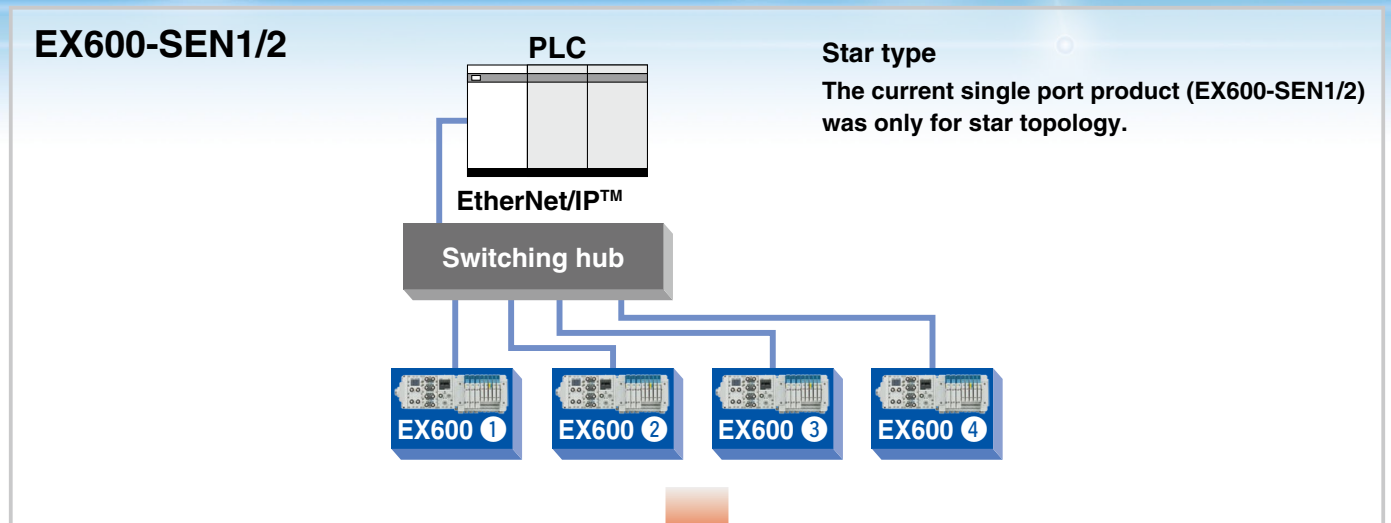 EX600-SEN1/2
PLC
Star type
The current single port product (EX600-SEN1/2)
was only for star topology.
EtherNet/IP™
Switching hub
EX600 ①
EX600 ②
EX600 ③
EX600 ④